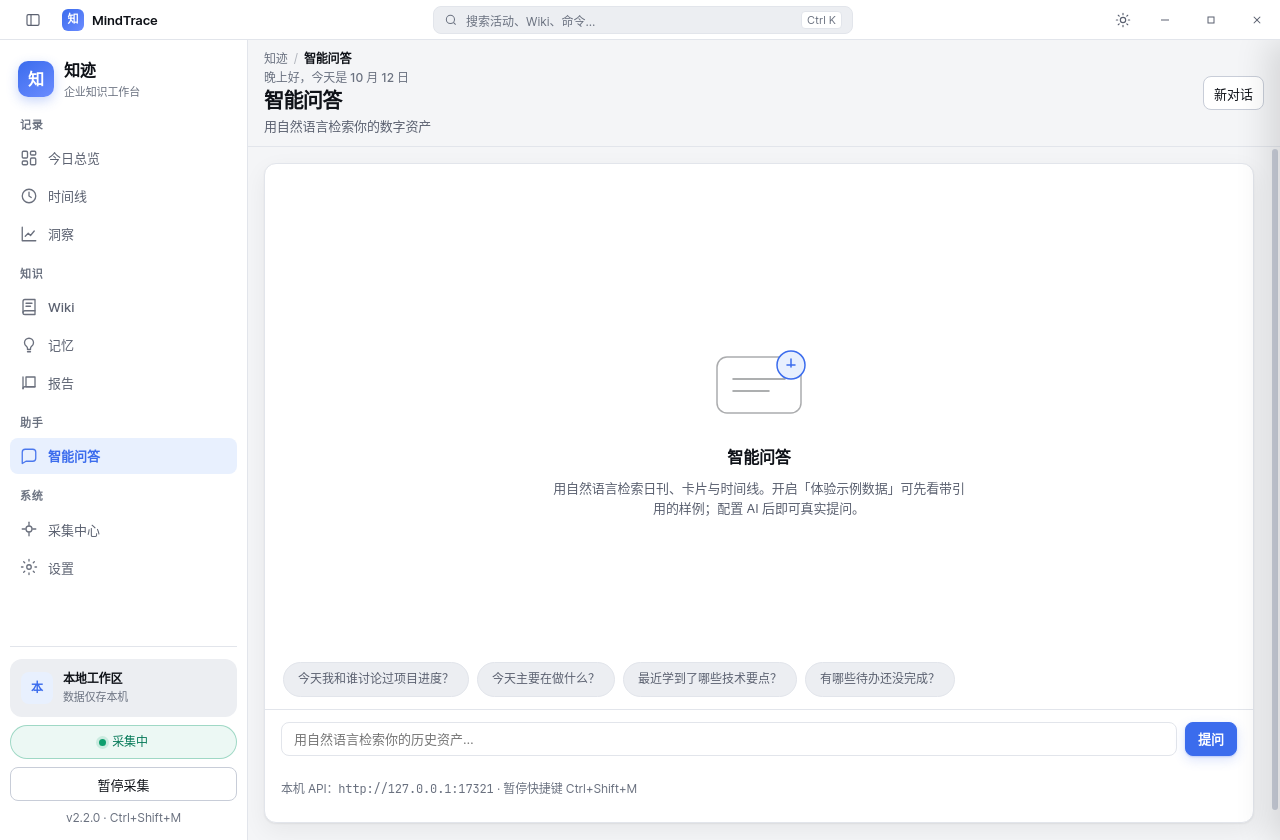 知 MindTrace
搜索活动、Wiki、命令...
Ctrl K
知
知迹
企业知识工作台
记录
今日总览
时间线
洞察
知识
Wiki
记忆
报告
助手
智能问答
系统
采集中心
设置
本
本地工作区
数据仅存本机
采集中
暂停采集
v2.2.0 · Ctrl+Shift+M
知迹 / 智能问答
晚上好，今天是 10 月 12 日
智能问答
用自然语言检索你的数字资产
新对话
智能问答
用自然语言检索日刊、卡片与时间线。开启「体验示例数据」可先看带引
用的样例；配置 AI 后即可真实提问。
今天我和谁讨论过项目进度？
今天主要在做什么？
最近学到了哪些技术要点？
有哪些待办还没完成？
用自然语言检索你的历史资产...
提问
本机 API：http://127.0.0.1:17321 · 暂停快捷键 Ctrl+Shift+M